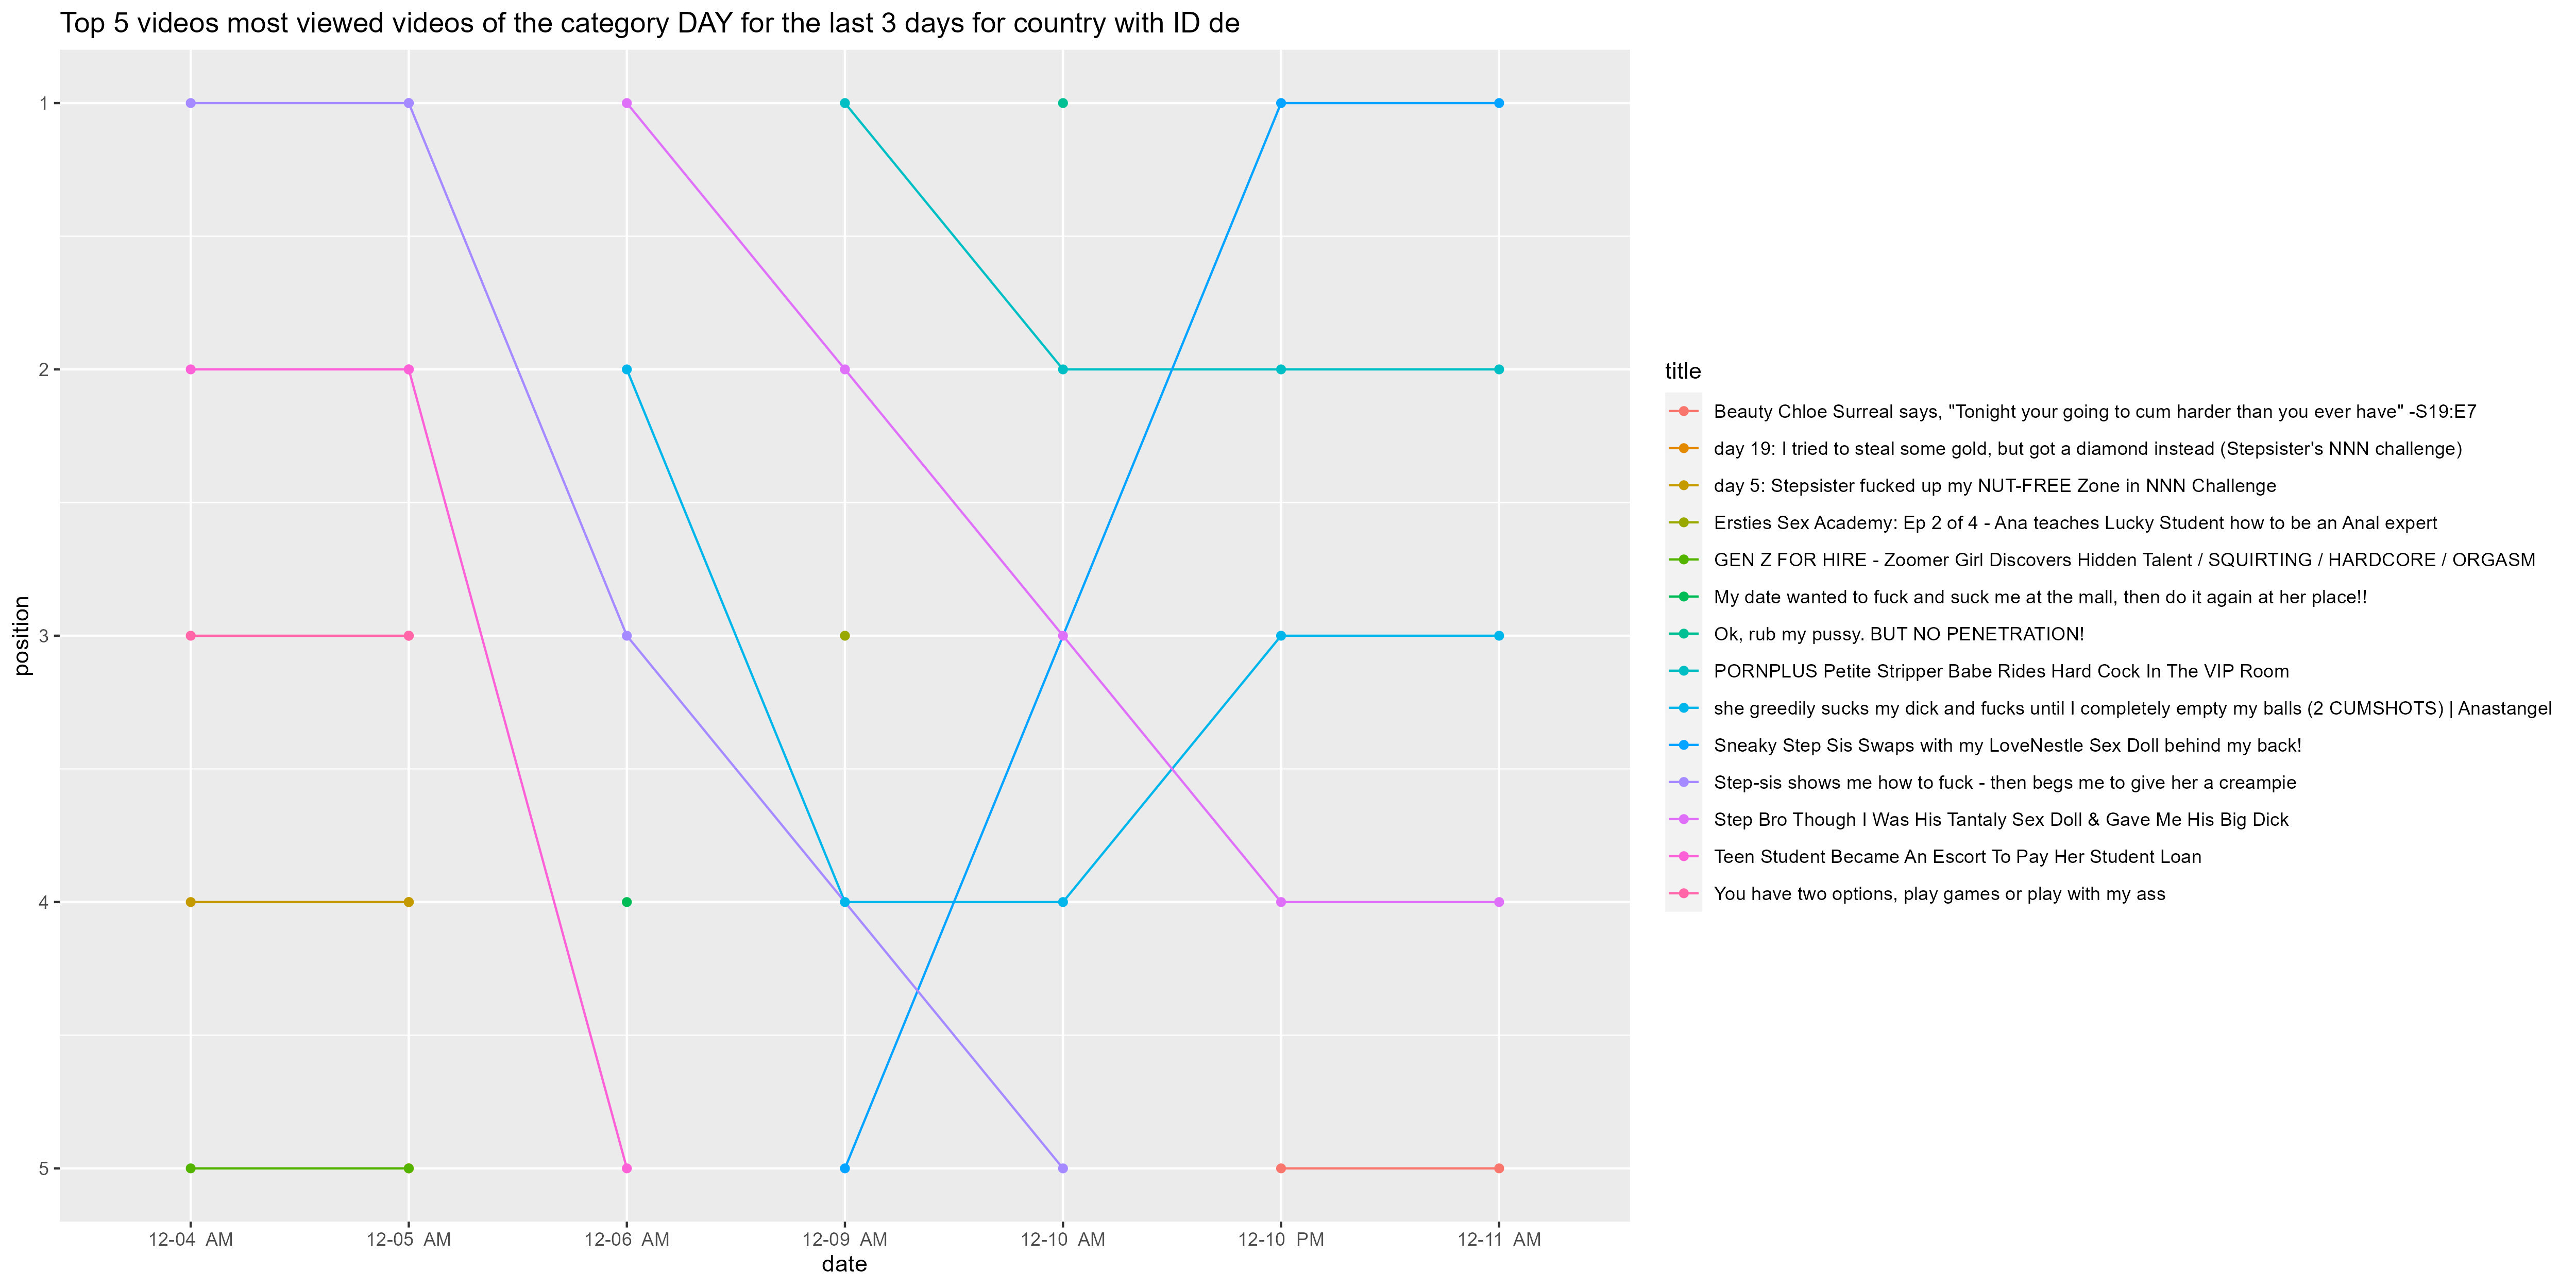 Top 5 videos most viewed videos of the category DAY for the last 3 days for country with ID de
position
1
2
3
4
5
12-04 AM
12-05 AM
12-06 AM
12-09 AM
12-10 AM
12-10 PM
12-11 AM
date
title
Beauty Chloe Surreal says, "Tonight your going to cum harder than you ever have" -S19:E7
day 19: I tried to steal some gold, but got a diamond instead (Stepsister's NNN challenge)
day 5: Stepsister fucked up my NUT-FREE Zone in NNN Challenge
Ersties Sex Academy: Ep 2 of 4 - Ana teaches Lucky Student how to be an Anal expert
GEN Z FOR HIRE - Zoomer Girl Discovers Hidden Talent / SQUIRTING / HARDCORE / ORGASM
My date wanted to fuck and suck me at the mall, then do it again at her place!!
Ok, rub my pussy. BUT NO PENETRATION!
PORNPLUS Petite Stripper Babe Rides Hard Cock In The VIP Room
she greedily sucks my dick and fucks until I completely empty my balls (2 CUMSHOTS) | Anastangel
Sneaky Step Sis Swaps with my LoveNestle Sex Doll behind my back!
Step-sis shows me how to fuck - then begs me to give her a creampie
Step Bro Though I Was His Tantaly Sex Doll & Gave Me His Big Dick
Teen Student Became An Escort To Pay Her Student Loan
You have two options, play games or play with my ass